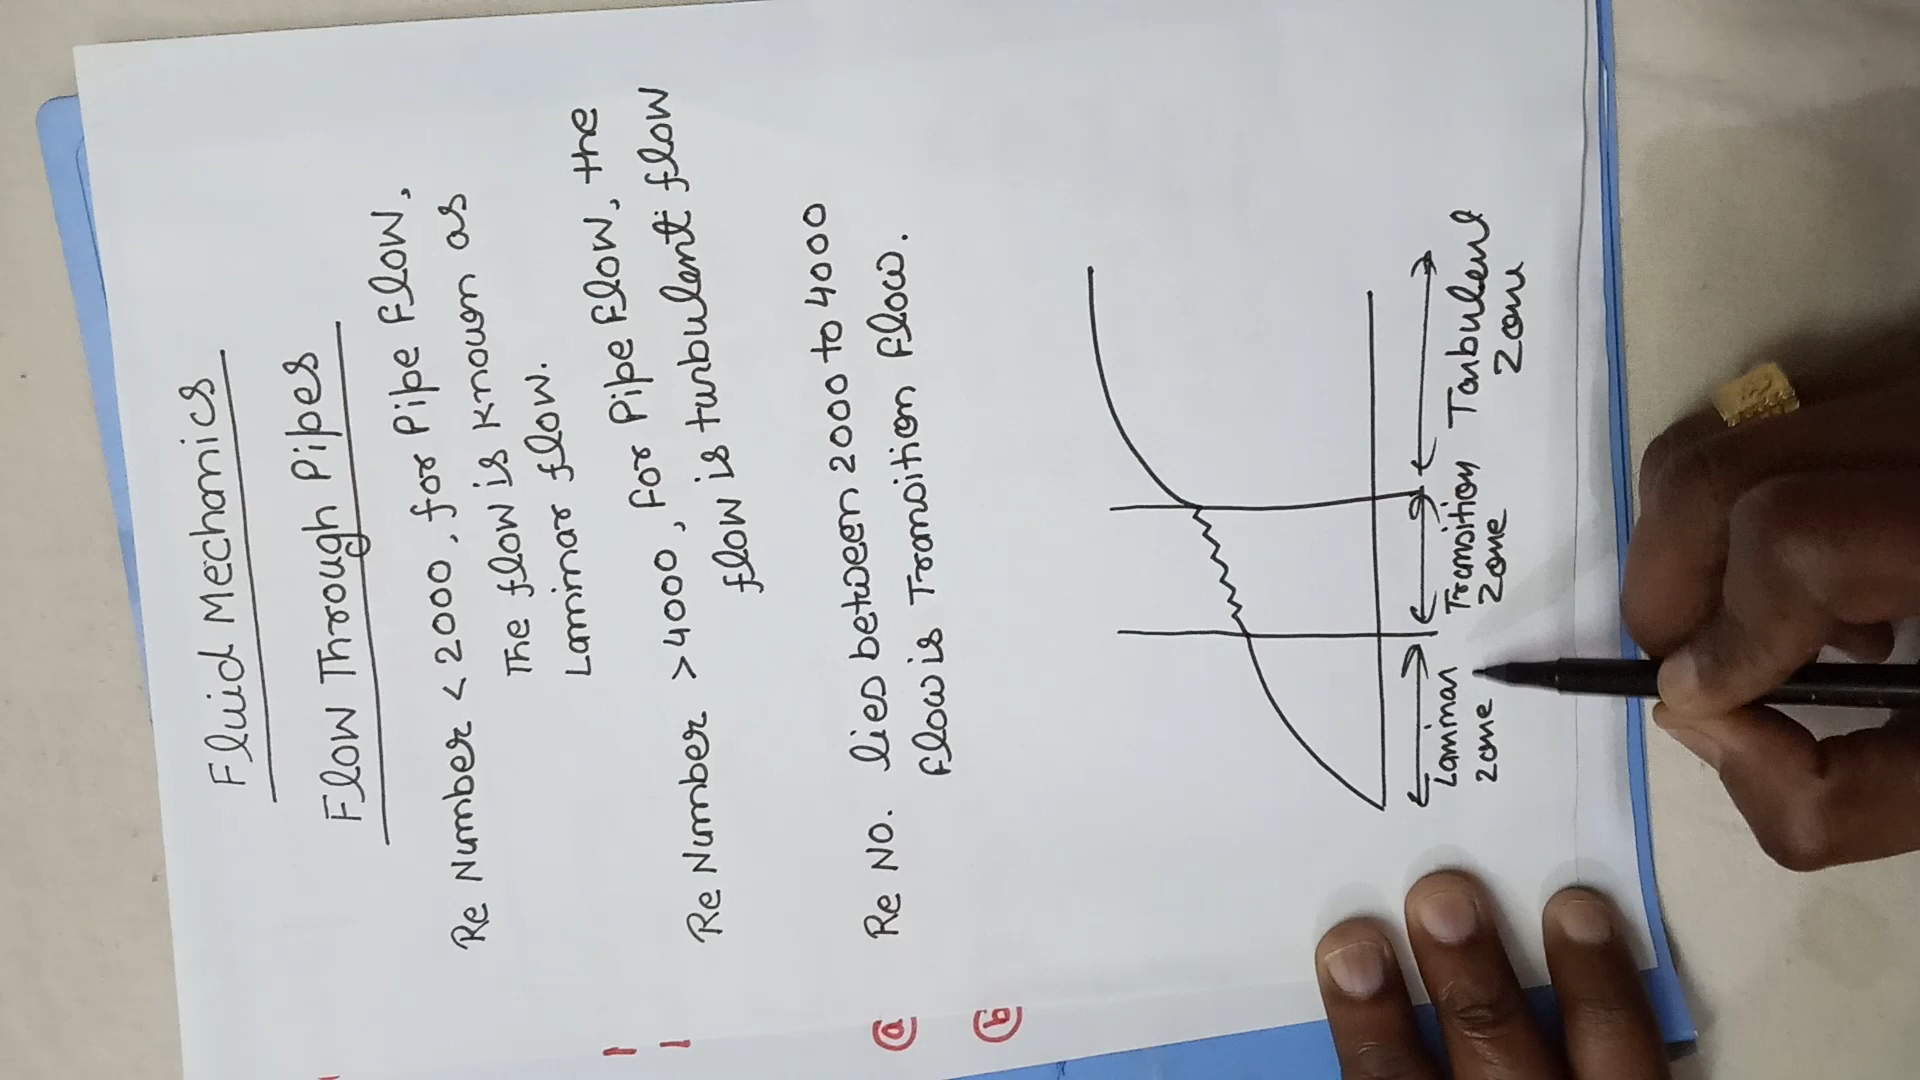 Fluid Mechanics
Flow Through Pipes
Re Number < 2000, for Pipe Flow,
The flow is known as
Laminar flow.
Re Number > 4000, for Pipe Flow, the
flow is turbulent flow
Re No. lies between 2000 to 4000
flow is Transition flow.
Laminar Transition Turbulent
zone zone zone
a
b